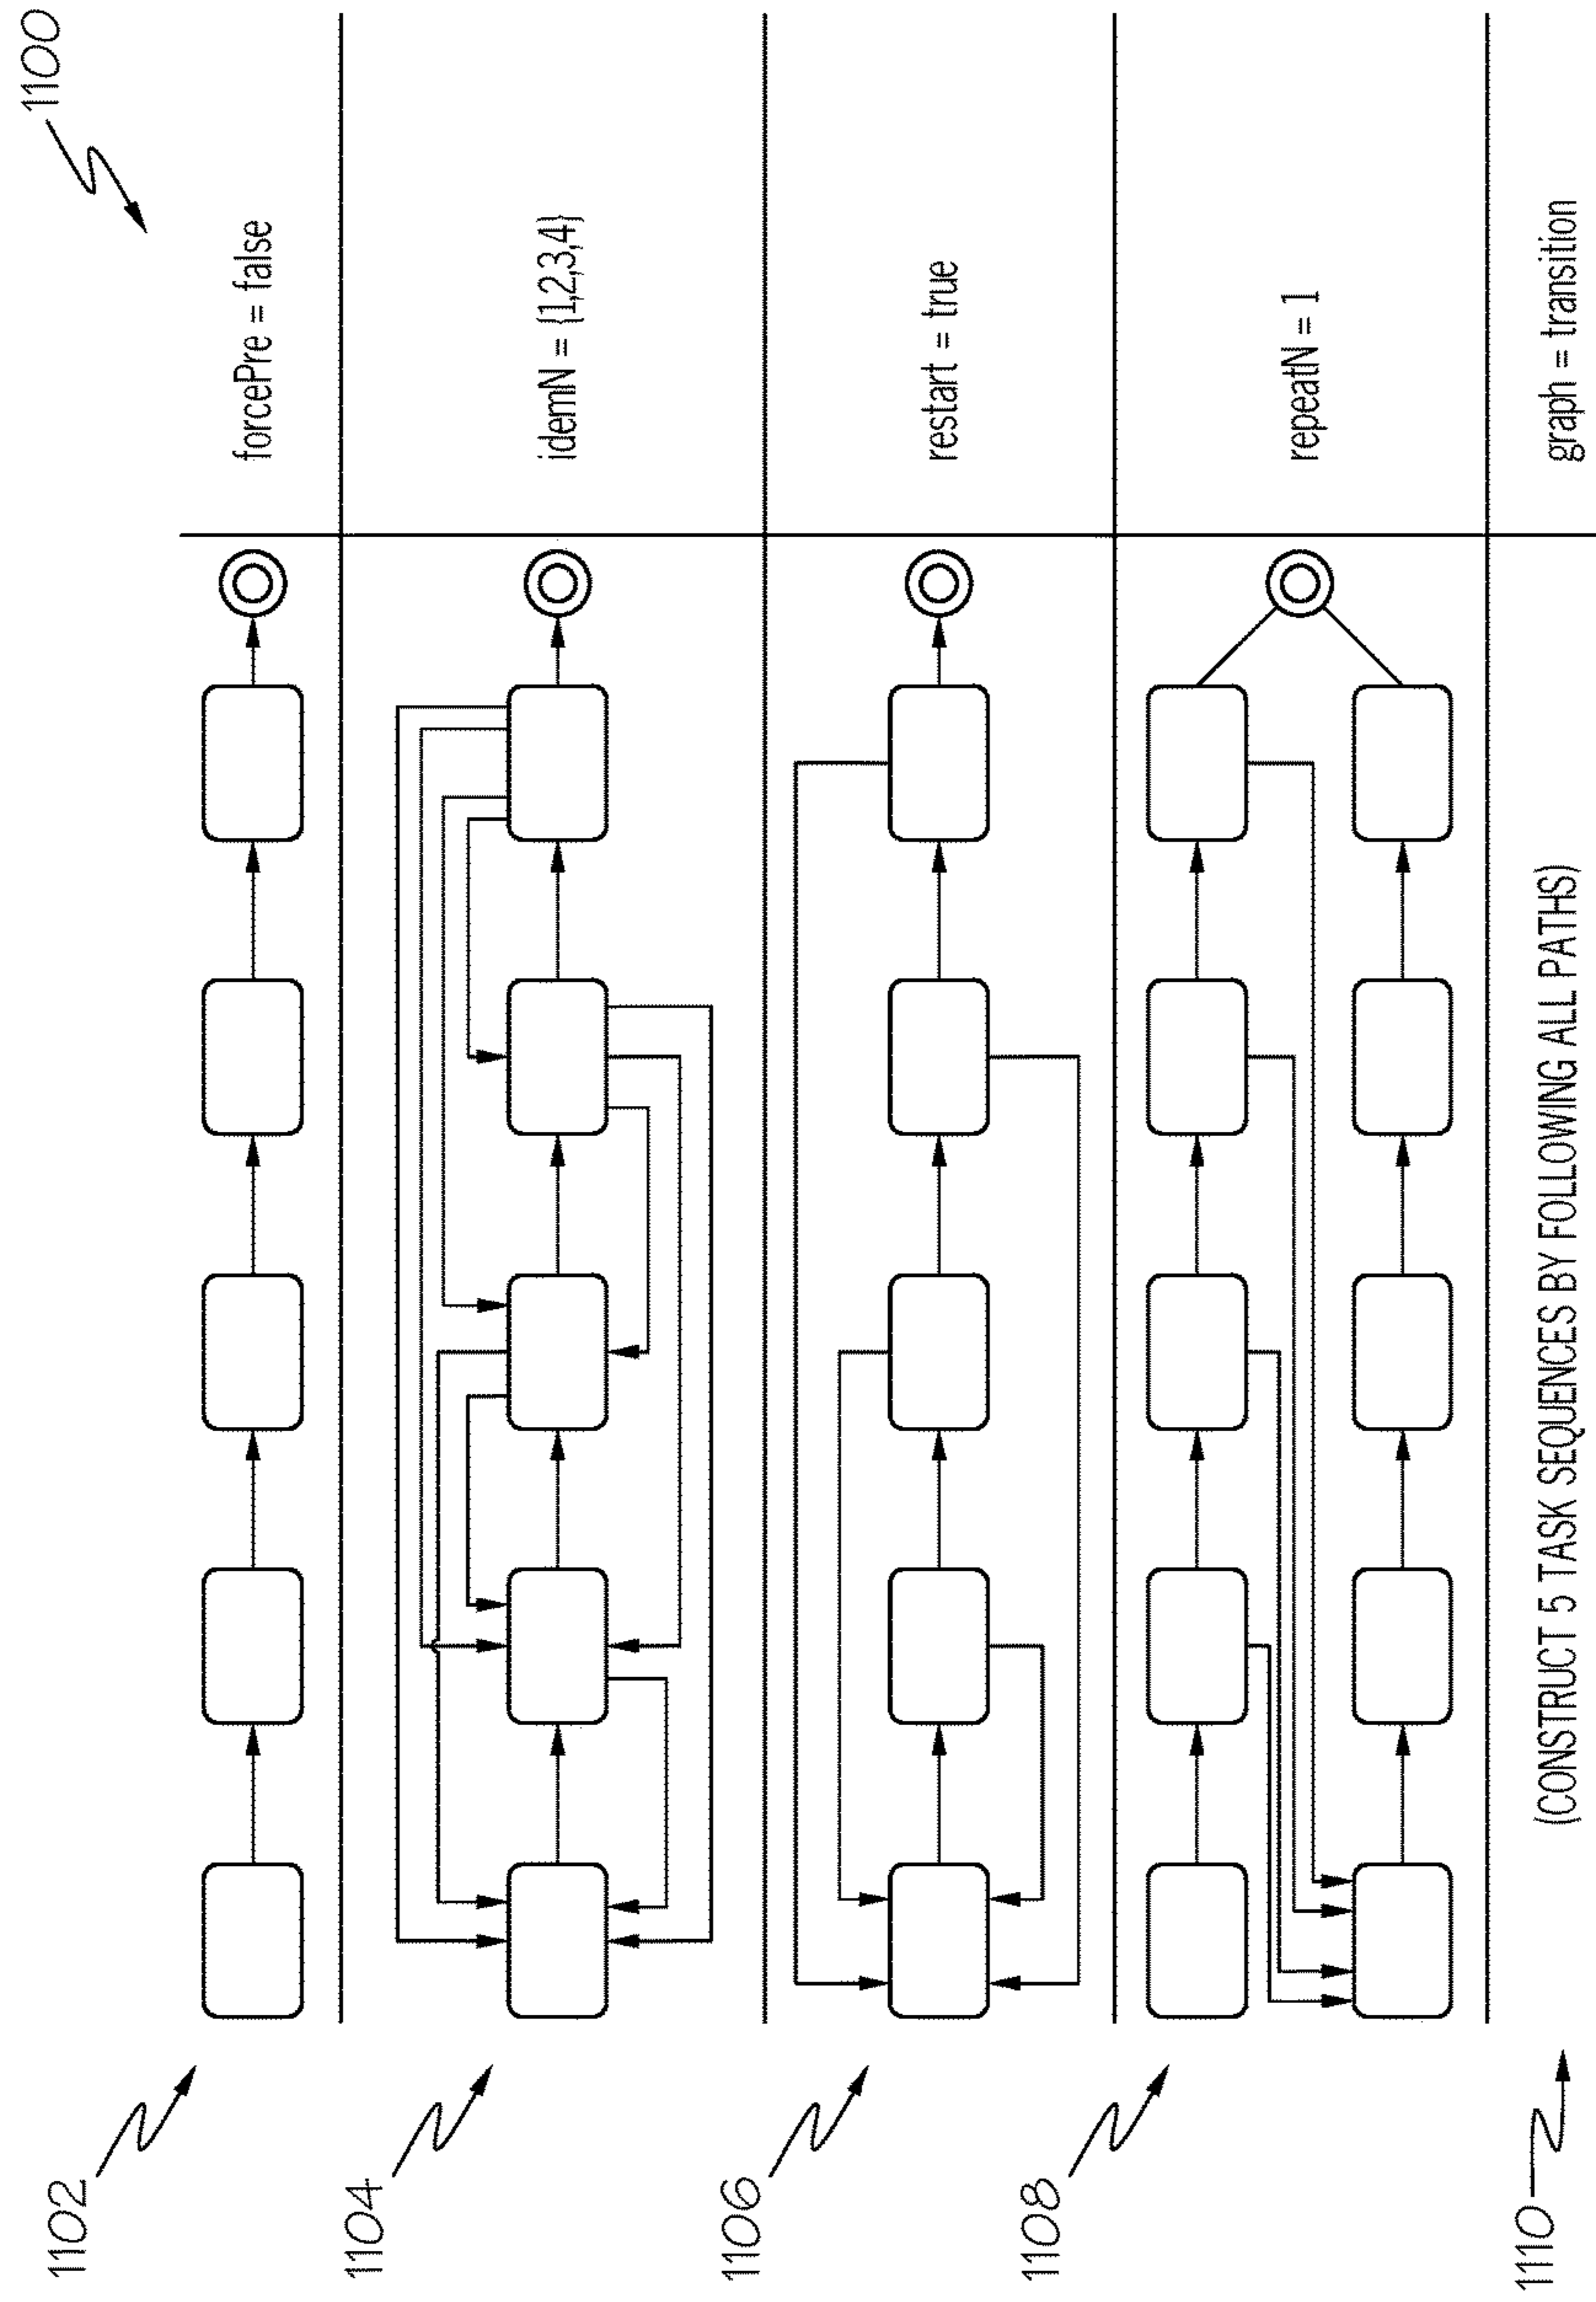 1100
1102
forcePre = false
1104
idemN = {1,2,3,4}
1106
restart = true
1108
repeatN = 1
1110
(CONSTRUCT 5 TASK SEQUENCES BY FOLLOWING ALL PATHS)
graph = transition